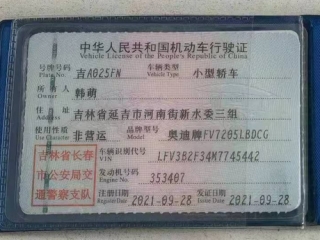 中华人民共和国机动车行驶证
Vehicle License of the People's Republic of China
号牌号码 吉A025FN 车辆类型 小型轿车
Plate No. Vehicle Type
所有人 韩萌
Owner
住址 吉林省延吉市河南街新水委三组
Address
使用性质 非营运 品牌型号 奥迪牌FV7205LBDCG
Use Character Model
吉林省长春 车辆识别代号 LFV3B2F34M7745442
VIN
市公安局交 发动机号码 353407
Engine No.
通警察支队 注册日期 2021-09-28 发证日期 2021-09-28
Register Date Issue Date